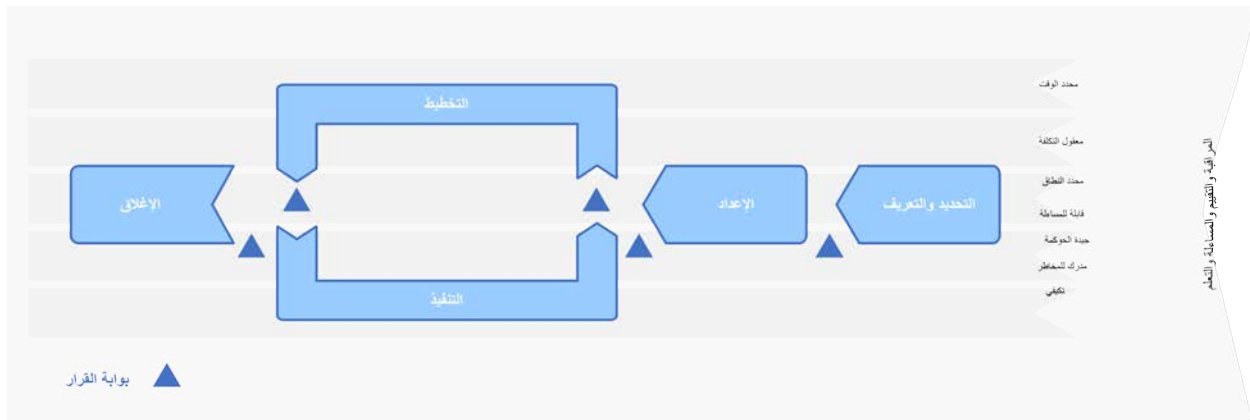 محدد الوقت
معقول التكلفة
محدد النطاق
قابلة للمساءلة
جيدة الحوكمة
مدرك للمخاطر
تكيفي
المراقبة والتقييم والمساءلة والتعلم
التحديد والتعريف
الإعداد
التخطيط
التنفيذ
الإغلاق
بوابة القرار